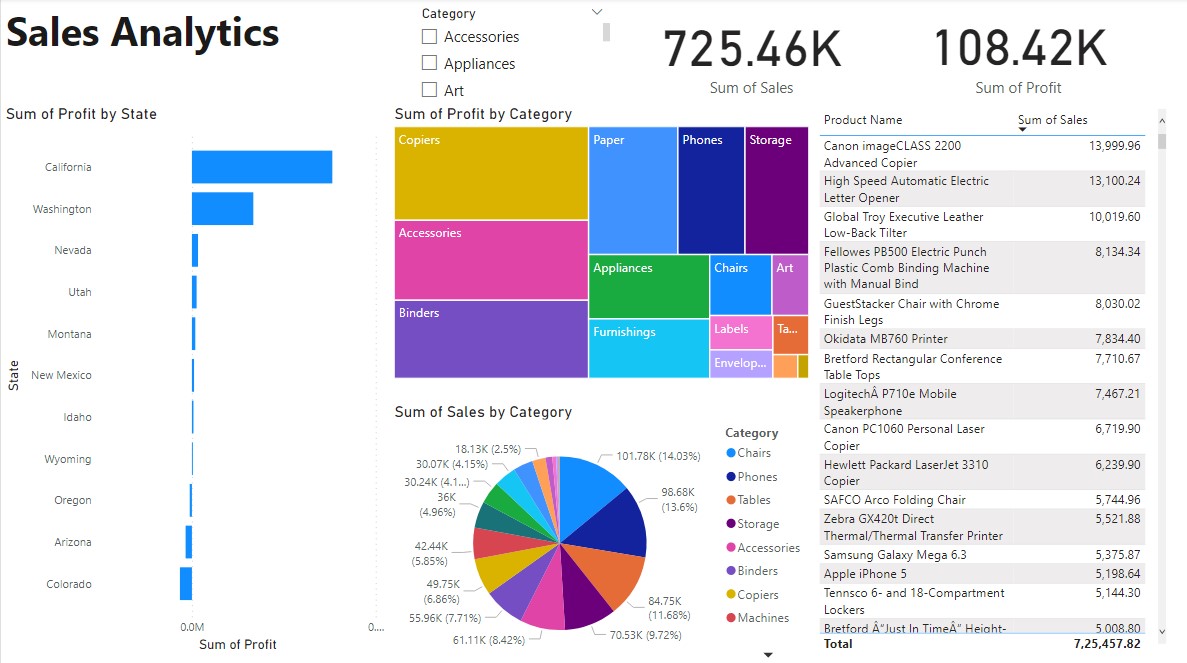 Sales Analytics
Category
Accessories
Appliances
Art
725.46K
Sum of Sales
108.42K
Sum of Profit
Sum of Profit by State
State
California
Washington
Nevada
Utah
Montana
New Mexico
Idaho
Wyoming
Oregon
Arizona
Colorado
0.0M
0....
Sum of Profit
Sum of Profit by Category
Copiers
Accessories
Binders
Paper
Phones
Storage
Appliances
Furnishings
Chairs
Art
Labels
Ta...
Envelop...
Sum of Sales by Category
101.78K (14.03%)
98.68K
(13.6%)
84.75K
(11.68%)
70.53K (9.72%)
61.11K (8.42%)
55.96K (7.71%)
49.75K
(6.86%)
42.44K
(5.85%)
36K
(4.96%)
30.24K (4.1...)
30.07K (4.15%)
18.13K (2.5%)
Category
Chairs
Phones
Tables
Storage
Accessories
Binders
Copiers
Machines
Product Name Sum of Sales
Canon imageCLASS 2200 13,999.96
Advanced Copier
High Speed Automatic Electric 13,100.24
Letter Opener
Global Troy Executive Leather 10,019.60
Low-Back Tilter
Fellowes PB500 Electric Punch 8,134.34
Plastic Comb Binding Machine
with Manual Bind
GuestStacker Chair with Chrome 8,030.02
Finish Legs
Okidata MB760 Printer 7,834.40
Bretford Rectangular Conference 7,710.67
Table Tops
LogitechÂ P710e Mobile 7,467.21
Speakerphone
Canon PC1060 Personal Laser 6,719.90
Copier
Hewlett Packard LaserJet 3310 6,239.90
Copier
SAFCO Arco Folding Chair 5,744.96
Zebra GX420t Direct 5,521.88
Thermal/Thermal Transfer Printer
Samsung Galaxy Mega 6.3 5,375.87
Apple iPhone 5 5,198.64
Tennsco 6- and 18-Compartment 5,144.30
Lockers
Bretford Â“Just In TimeÂ” Height- 5,008.80
Total 7,25,457.82